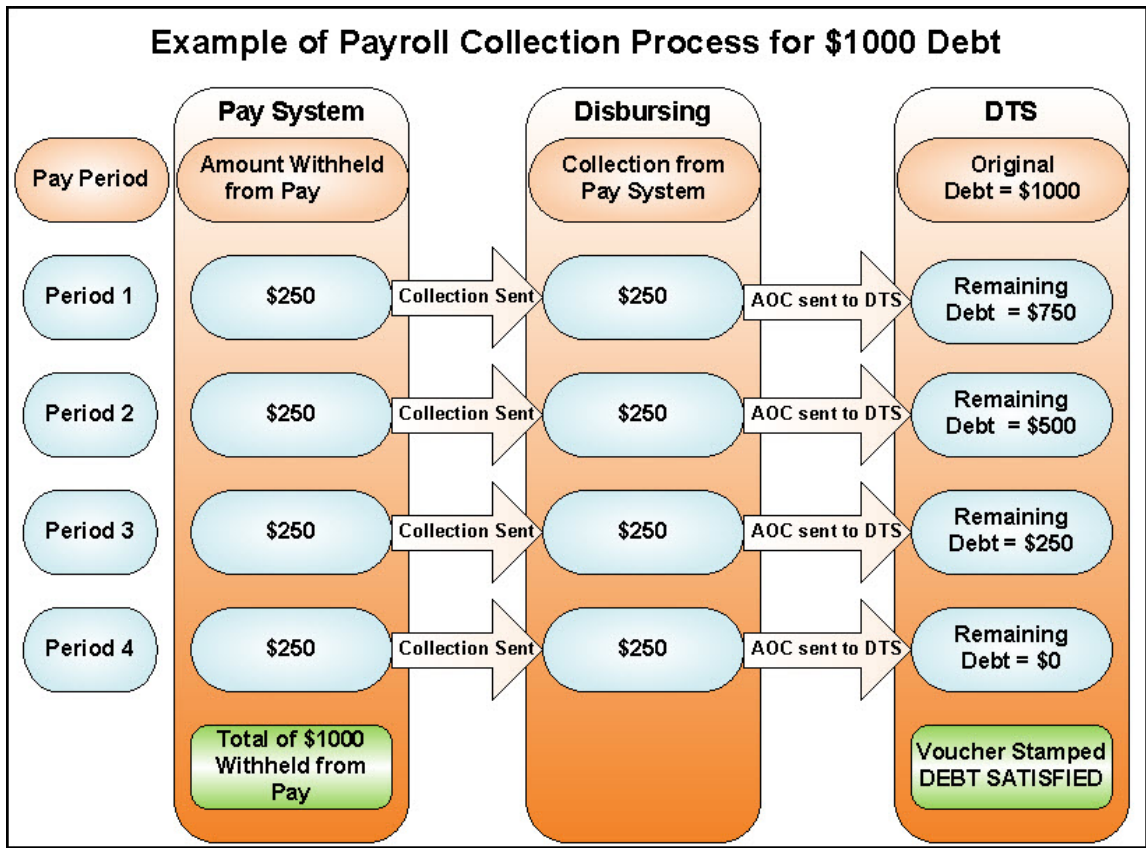 Example of Payroll Collection Process for $1000 Debt
Pay System
Disbursing
DTS
Pay Period
Amount Withheld
from Pay
Collection from
Pay System
Original
Debt = $1000
Period 1
$250
Collection Sent
$250
AOC sent to DTS
Remaining
Debt = $750
Period 2
$250
Collection Sent
$250
AOC sent to DTS
Remaining
Debt = $500
Period 3
$250
Collection Sent
$250
AOC sent to DTS
Remaining
Debt = $250
Period 4
$250
Collection Sent
$250
AOC sent to DTS
Remaining
Debt = $0
Total of $1000
Withheld from
Pay
Voucher Stamped
DEBT SATISFIED